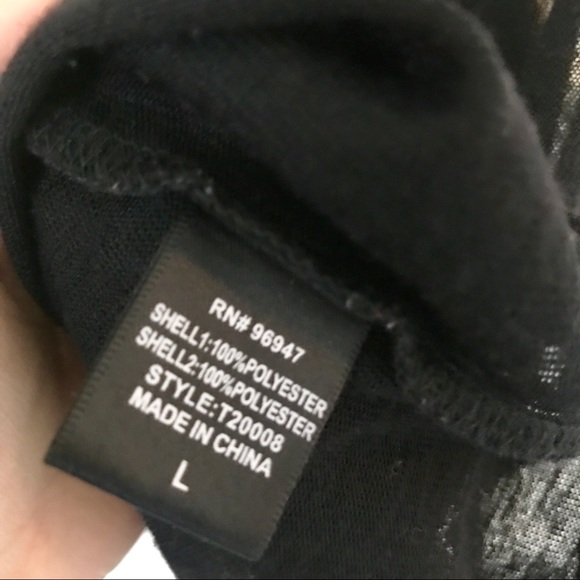 RN# 96947
SHELL1:100%POLYESTER
SHELL2:100%POLYESTER
STYLE:T20008
MADE IN CHINA
L